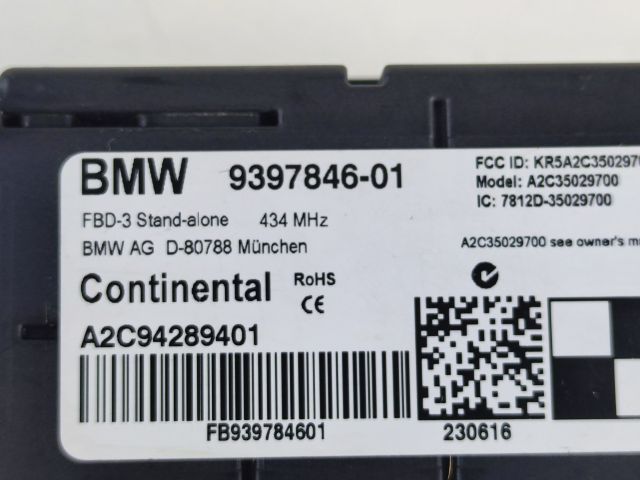 BMW 9397846-01
FBD-3 Stand-alone 434 MHz
BMW AG D-80788 München
Continental RoHS
CE
A2C94289401
FB939784601
FCC ID: KR5A2C35029700
Model: A2C35029700
IC: 7812D-35029700
A2C35029700 see owner's
230616